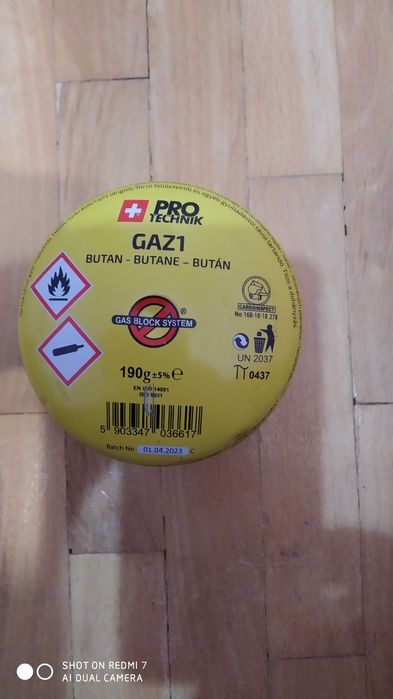 PRO
TECHNIK
GAZ1
BUTAN - BUTANE – BUTÁN
GAS BLOCK SYSTEM
®
CARGOINSPECT
No 168-18-18 278
UN 2037
0437
190g ±5% e
EN ISO 14001
ISO 9001
5 903347 036617
Batch No 01.04.2023 C
SHOT ON REDMI 7
AI DUAL CAMERA